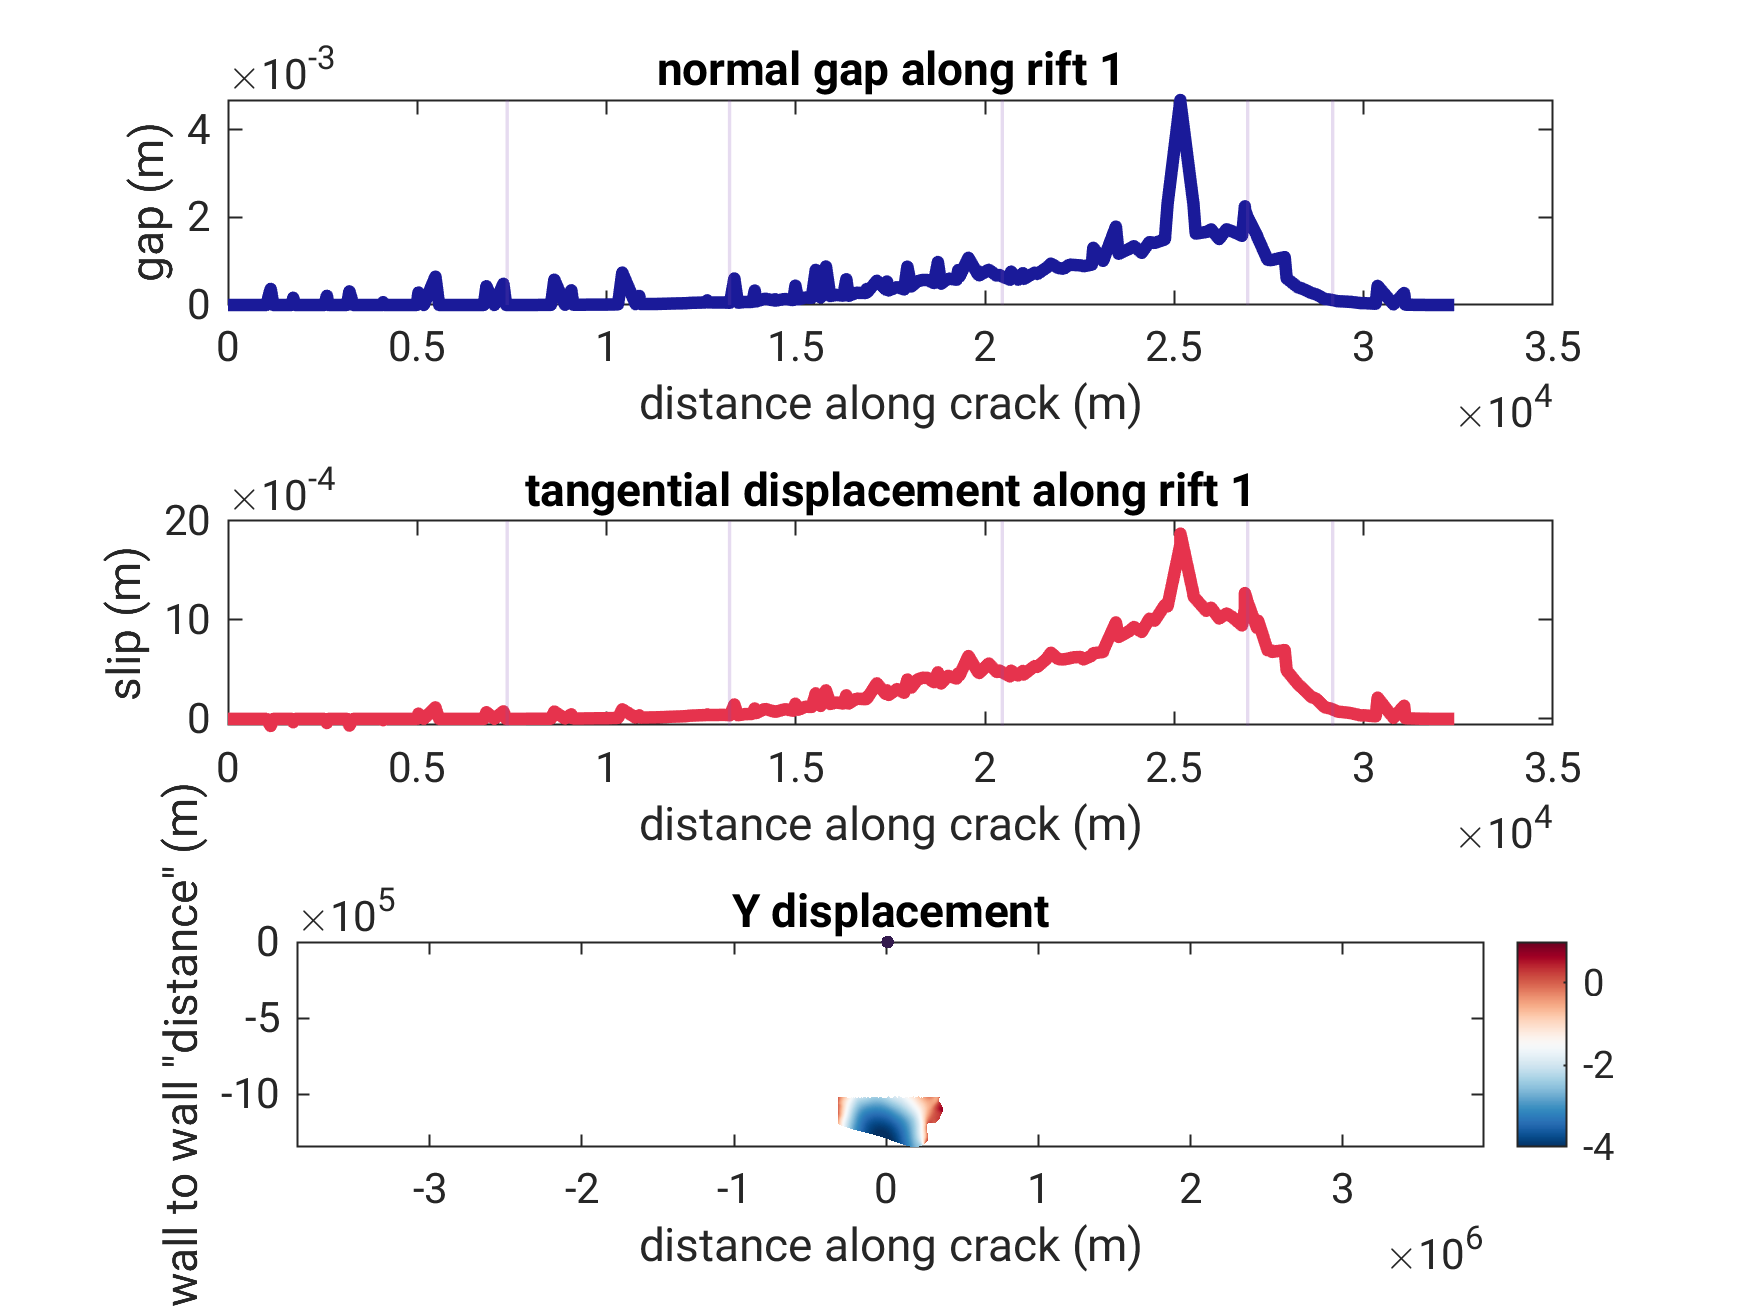 normal gap along rift 1
×10-3
gap (m)
4
2
0
0 0.5 1 1.5 2 2.5 3 3.5
distance along crack (m)
×104
tangential displacement along rift 1
×10-4
slip (m)
20
10
0
0 0.5 1 1.5 2 2.5 3 3.5
distance along crack (m)
×104
Y displacement
×105
wall to wall "distance" (m)
0
-5
-10
-3 -2 -1 0 1 2 3
distance along crack (m)
×106
0
-2
-4